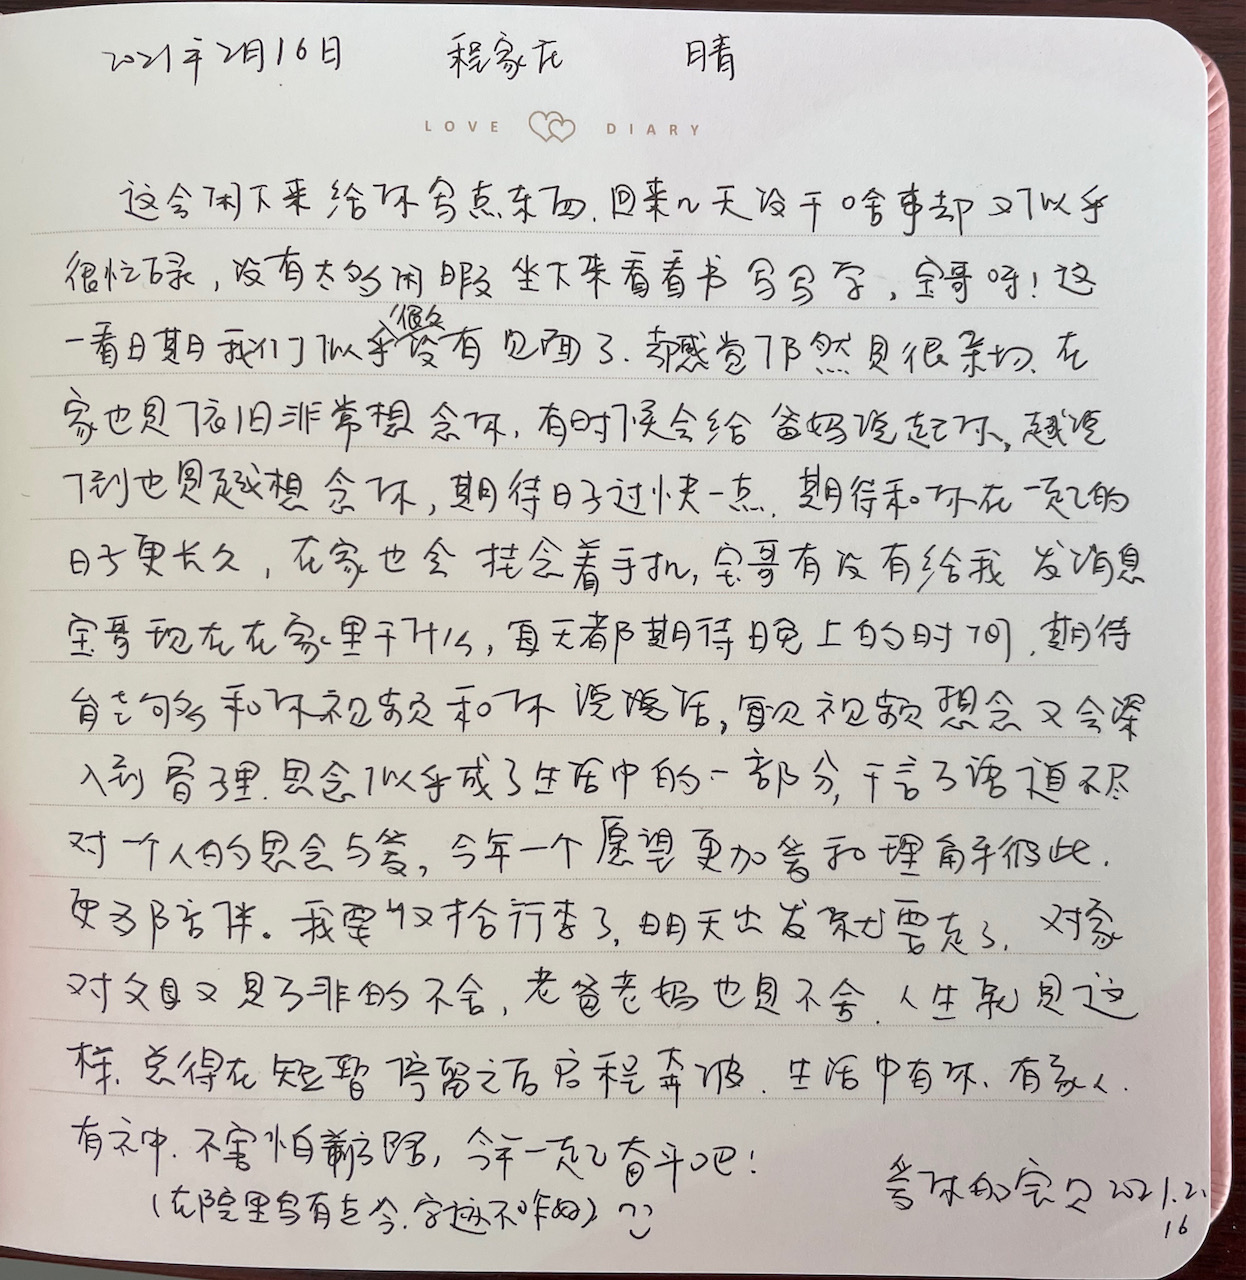 2021年2月16日 程家庄 晴
LOVE DIARY
这会闲下来给你写点东西.回来几天没干啥事却又似乎
很忙碌,没有太多闲暇坐下来看看书写写字,宝哥呀!这
一看日期我们似乎很久没有见面了.却感觉 然是很亲切.在
家也是依旧非常想念你.有时候会给爸妈说起你,越说
到也是越想念你,期待日子过快一点.期待和你在一起的
日子更长久,在家也会挂念着手机,宝哥有没有给我发消息
宝哥现在在家里干什么,每天都期待晚上的时间.期待
能够多和你视频和你说说话,每次视频想念又会深
入到骨子里.思念似乎成了生活中的一部分,千言万语道不尽
对一个人的思念与爱,今年一个愿望更加爱和理解彼此.
更多陪伴。我要收拾行李了,明天出发就要走了.对家
对父母又是万非的不舍,老爸老妈也是不舍.人生就是这
样.总得在短暂停留之后启程奔波.生活中有你、有家人.
有神.不害怕前路,今年一起奋斗吧!
(在院里写有点冷.字越不咋好)
爱你的宝贝2021.2.
16